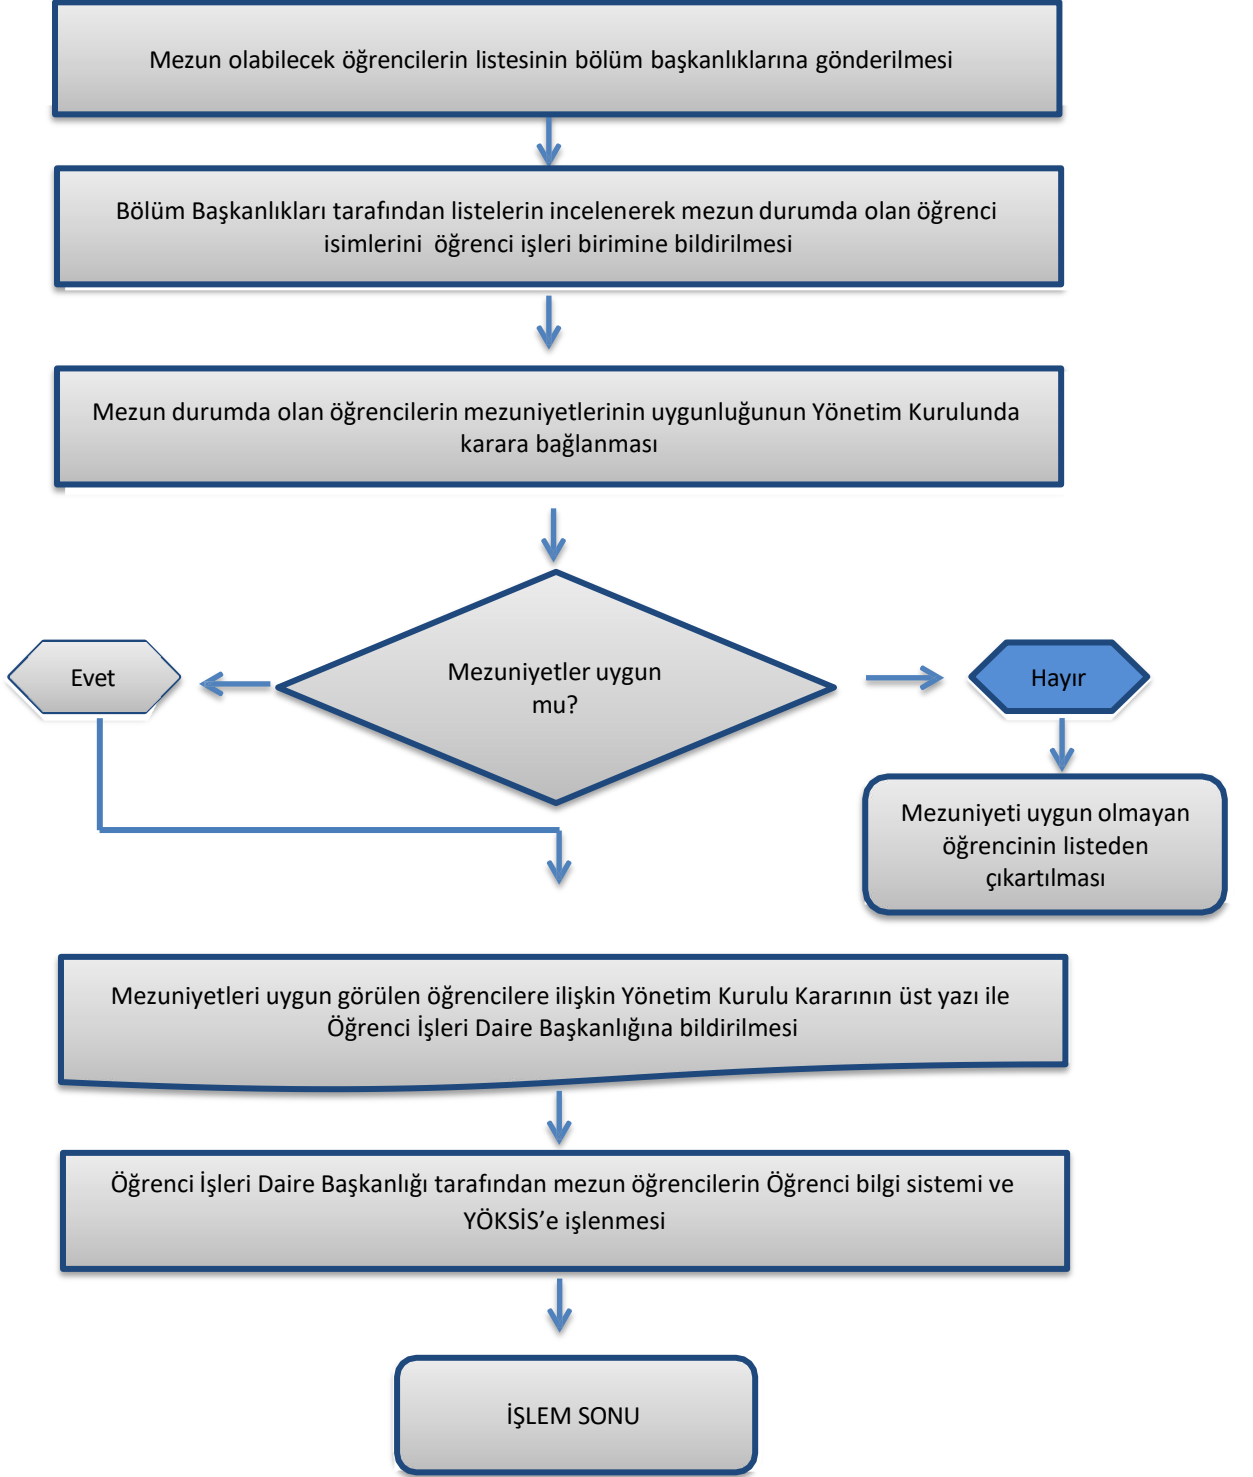 Mezun olabilecek öğrencilerin listesinin bölüm başkanlıklarına gönderilmesi
Bölüm Başkanlıkları tarafından listelerin incelenerek mezun durumda olan öğrenci
isimlerini öğrenci işleri birimine bildirilmesi
Mezun durumda olan öğrencilerin mezuniyetlerinin uygunluğunun Yönetim Kurulunda
karara bağlanması
Mezuniyetler uygun
mu?
Evet
Hayır
Mezuniyeti uygun olmayan
öğrencinin listeden
çıkartılması
Mezuniyetleri uygun görülen öğrencilere ilişkin Yönetim Kurulu Kararının üst yazı ile
Öğrenci İşleri Daire Başkanlığına bildirilmesi
Öğrenci İşleri Daire Başkanlığı tarafından mezun öğrencilerin Öğrenci bilgi sistemi ve
YÖKSİS’e işlenmesi
İŞLEM SONU